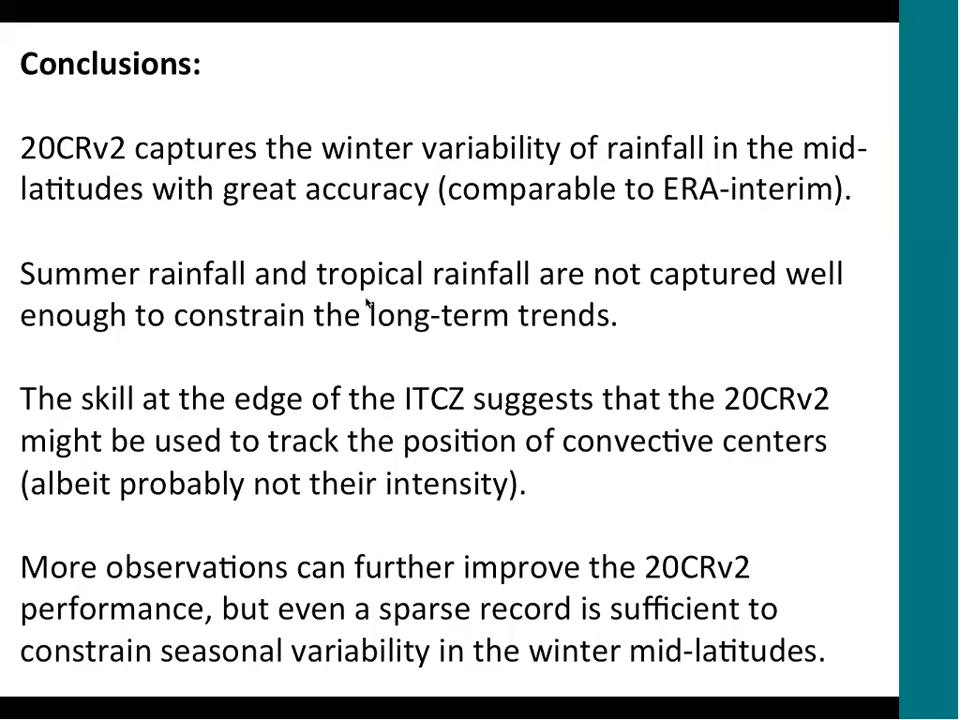 Conclusions:
20CRv2 captures the winter variability of rainfall in the mid-
latitudes with great accuracy (comparable to ERA-interim).
Summer rainfall and tropical rainfall are not captured well
enough to constrain the long-term trends.
The skill at the edge of the ITCZ suggests that the 20CRv2
might be used to track the position of convective centers
(albeit probably not their intensity).
More observations can further improve the 20CRv2
performance, but even a sparse record is sufficient to
constrain seasonal variability in the winter mid-latitudes.